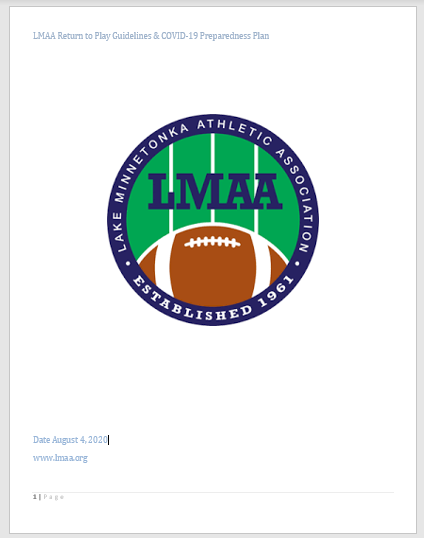 LMAA Return to Play Guidelines & COVID-19 Preparedness Plan
LAKE MINNETONKA ATHLETIC ASSOCIATION
LMAA
• ESTABLISHED 1961 •
Date August 4, 2020
www.lmaa.org
1 | Page